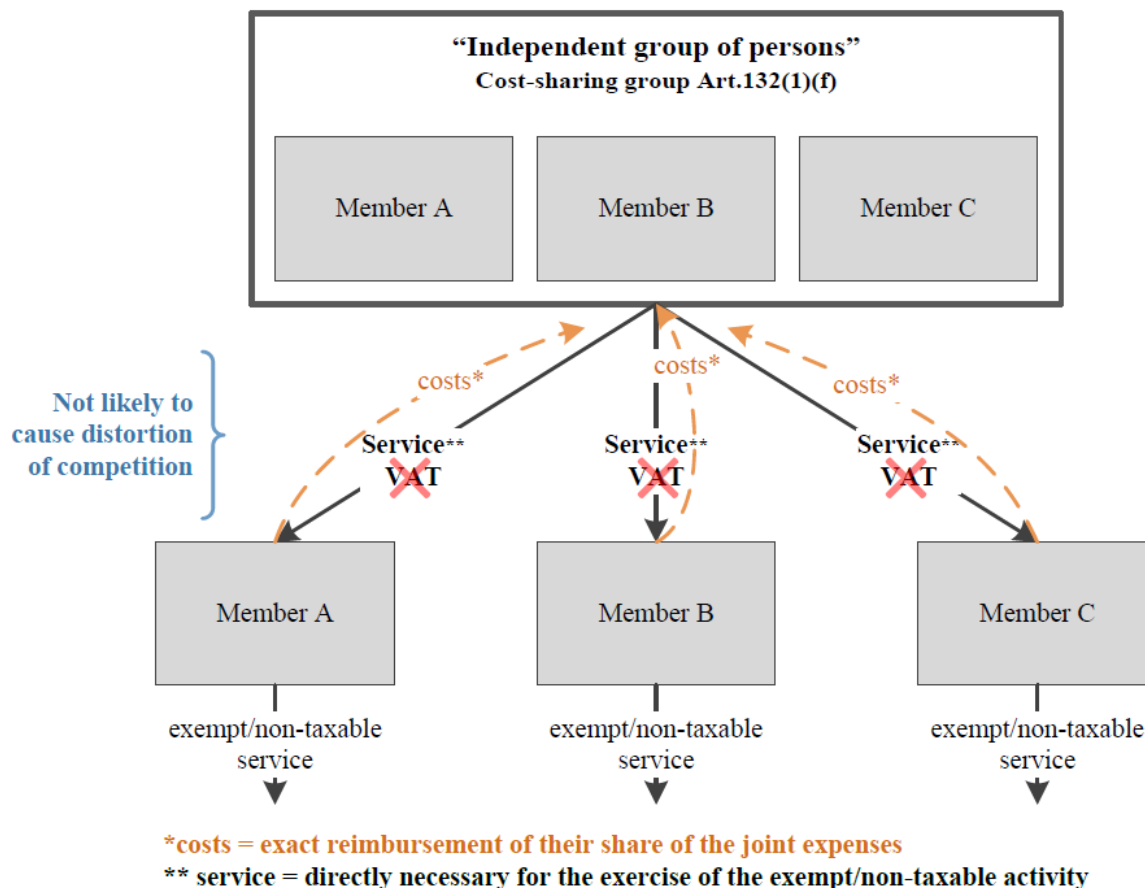 “Independent group of persons”
Cost-sharing group Art.132(1)(f)
Member A
Member B
Member C
costs*
costs*
costs*
Not likely to
cause distortion
of competition
Service**
VAT
Service**
VAT
Service**
VAT
Member A
Member B
Member C
exempt/non-taxable
service
exempt/non-taxable
service
exempt/non-taxable
service
*costs = exact reimbursement of their share of the joint expenses
** service = directly necessary for the exercise of the exempt/non-taxable activity